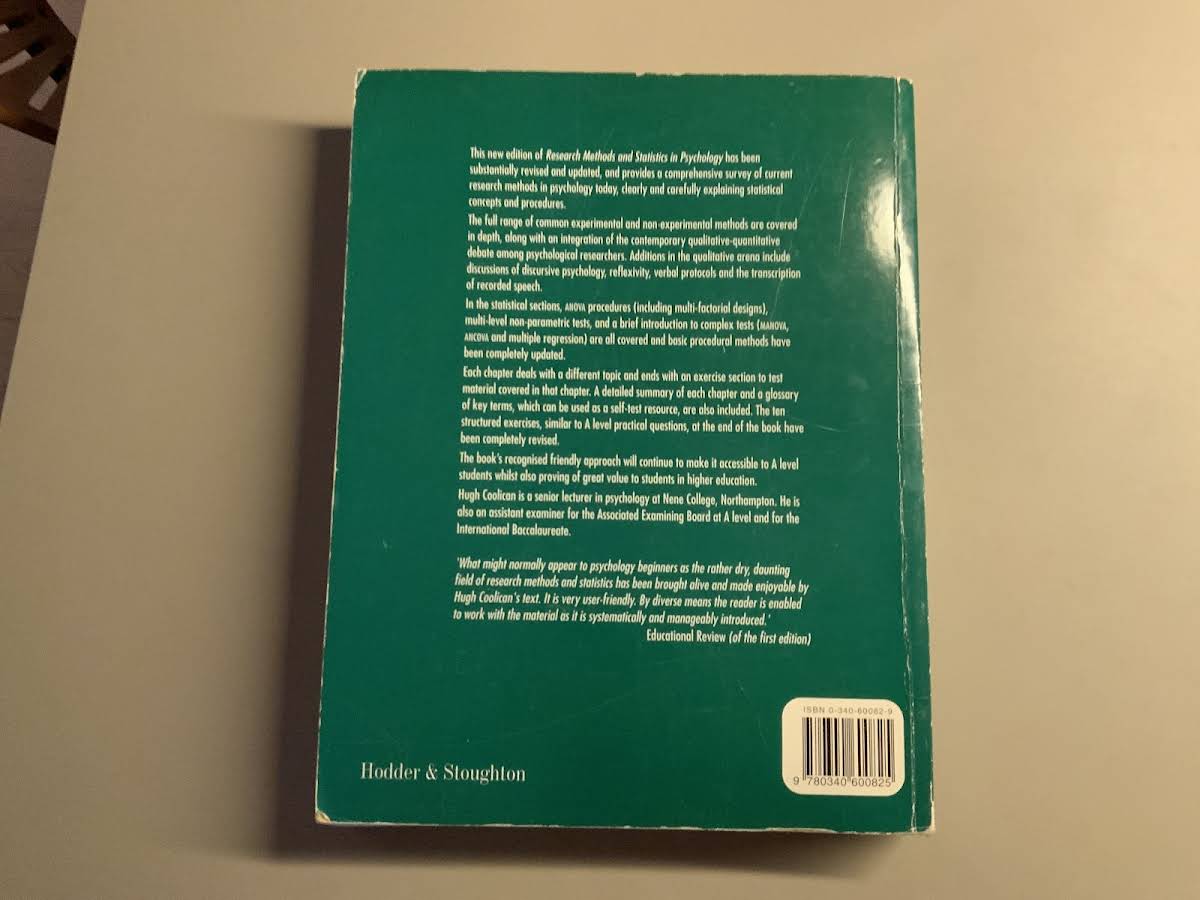 This new edition of Research Methods and Statistics in Psychology has been
substantially revised and updated, and provides a comprehensive survey of current
research methods in psychology today, clearly and carefully explaining statistical
concepts and procedures.
The full range of common experimental and non-experimental methods are covered
in depth, along with an integration of the contemporary qualitative-quantitative
debate among psychological researchers. Additions in the qualitative arena include
discussions of discursive psychology, reflexivity, verbal protocols and the transcription
of recorded speech.
In the statistical sections, ANOVA procedures (including multi-factorial designs),
multi-level non-parametric tests, and a brief introduction to complex tests (MANOVA,
ANCOVA and multiple regression) are all covered and basic procedural methods have
been completely updated.
Each chapter deals with a different topic and ends with an exercise section to test
material covered in that chapter. A detailed summary of each chapter and a glossary
of key terms, which can be used as a self-test resource, are also included. The ten
structured exercises, similar to A level practical questions, at the end of the book have
been completely revised.
The book's recognised friendly approach will continue to make it accessible to A level
students whilst also proving of great value to students in higher education.
Hugh Coolican is a senior lecturer in psychology at Nene College, Northampton. He is
also an assistant examiner for the Associated Examining Board at A level and for the
International Baccalaureate.
'What might normally appear to psychology beginners as the rather dry, daunting
field of research methods and statistics has been brought alive and made enjoyable by
Hugh Coolican's text. It is very user-friendly. By diverse means the reader is enabled
to work with the material as it is systematically and manageably introduced.'
Educational Review (of the first edition)
ISBN 0-340-60082-9
9 780340 600825
Hodder & Stoughton